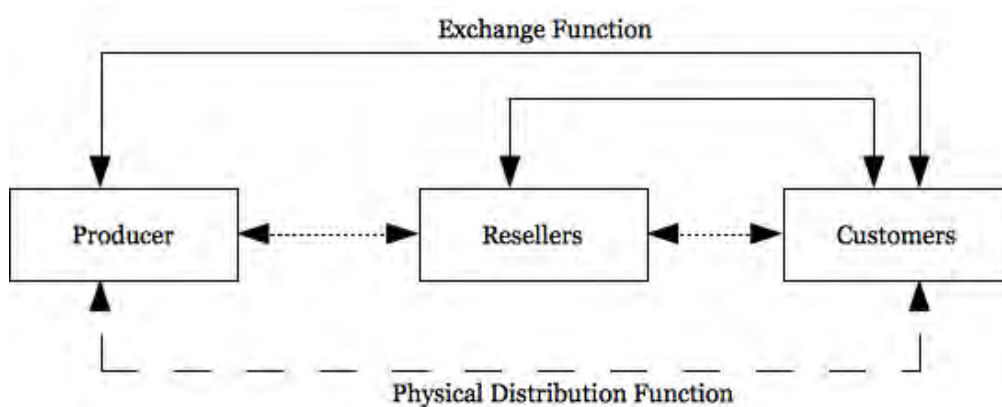 Exchange Function
Producer
Resellers
Customers
Physical Distribution Function